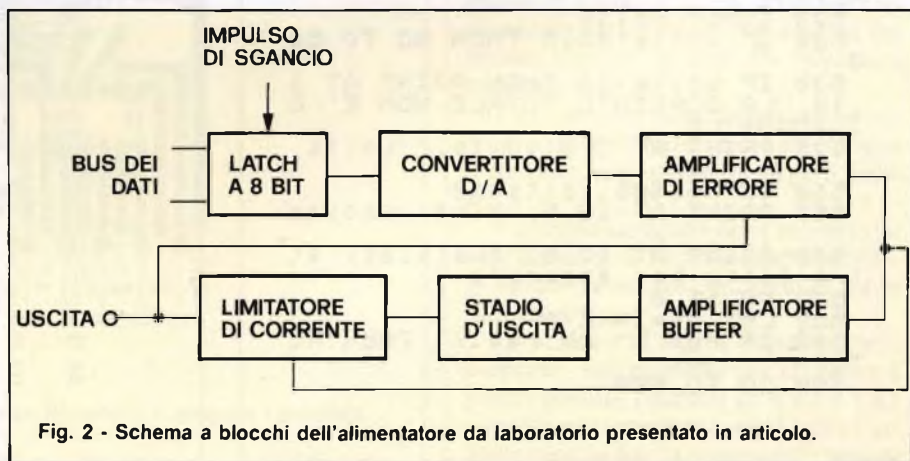 IMPULSO
DI SGANCIO
BUS DEI
DATI
LATCH
A 8 BIT
CONVERTITORE
D / A
AMPLIFICATORE
DI ERRORE
USCITA
LIMITATORE
DI CORRENTE
STADIO
D'USCITA
AMPLIFICATORE
BUFFER
Fig. 2 - Schema a blocchi dell'alimentatore da laboratorio presentato in articolo.